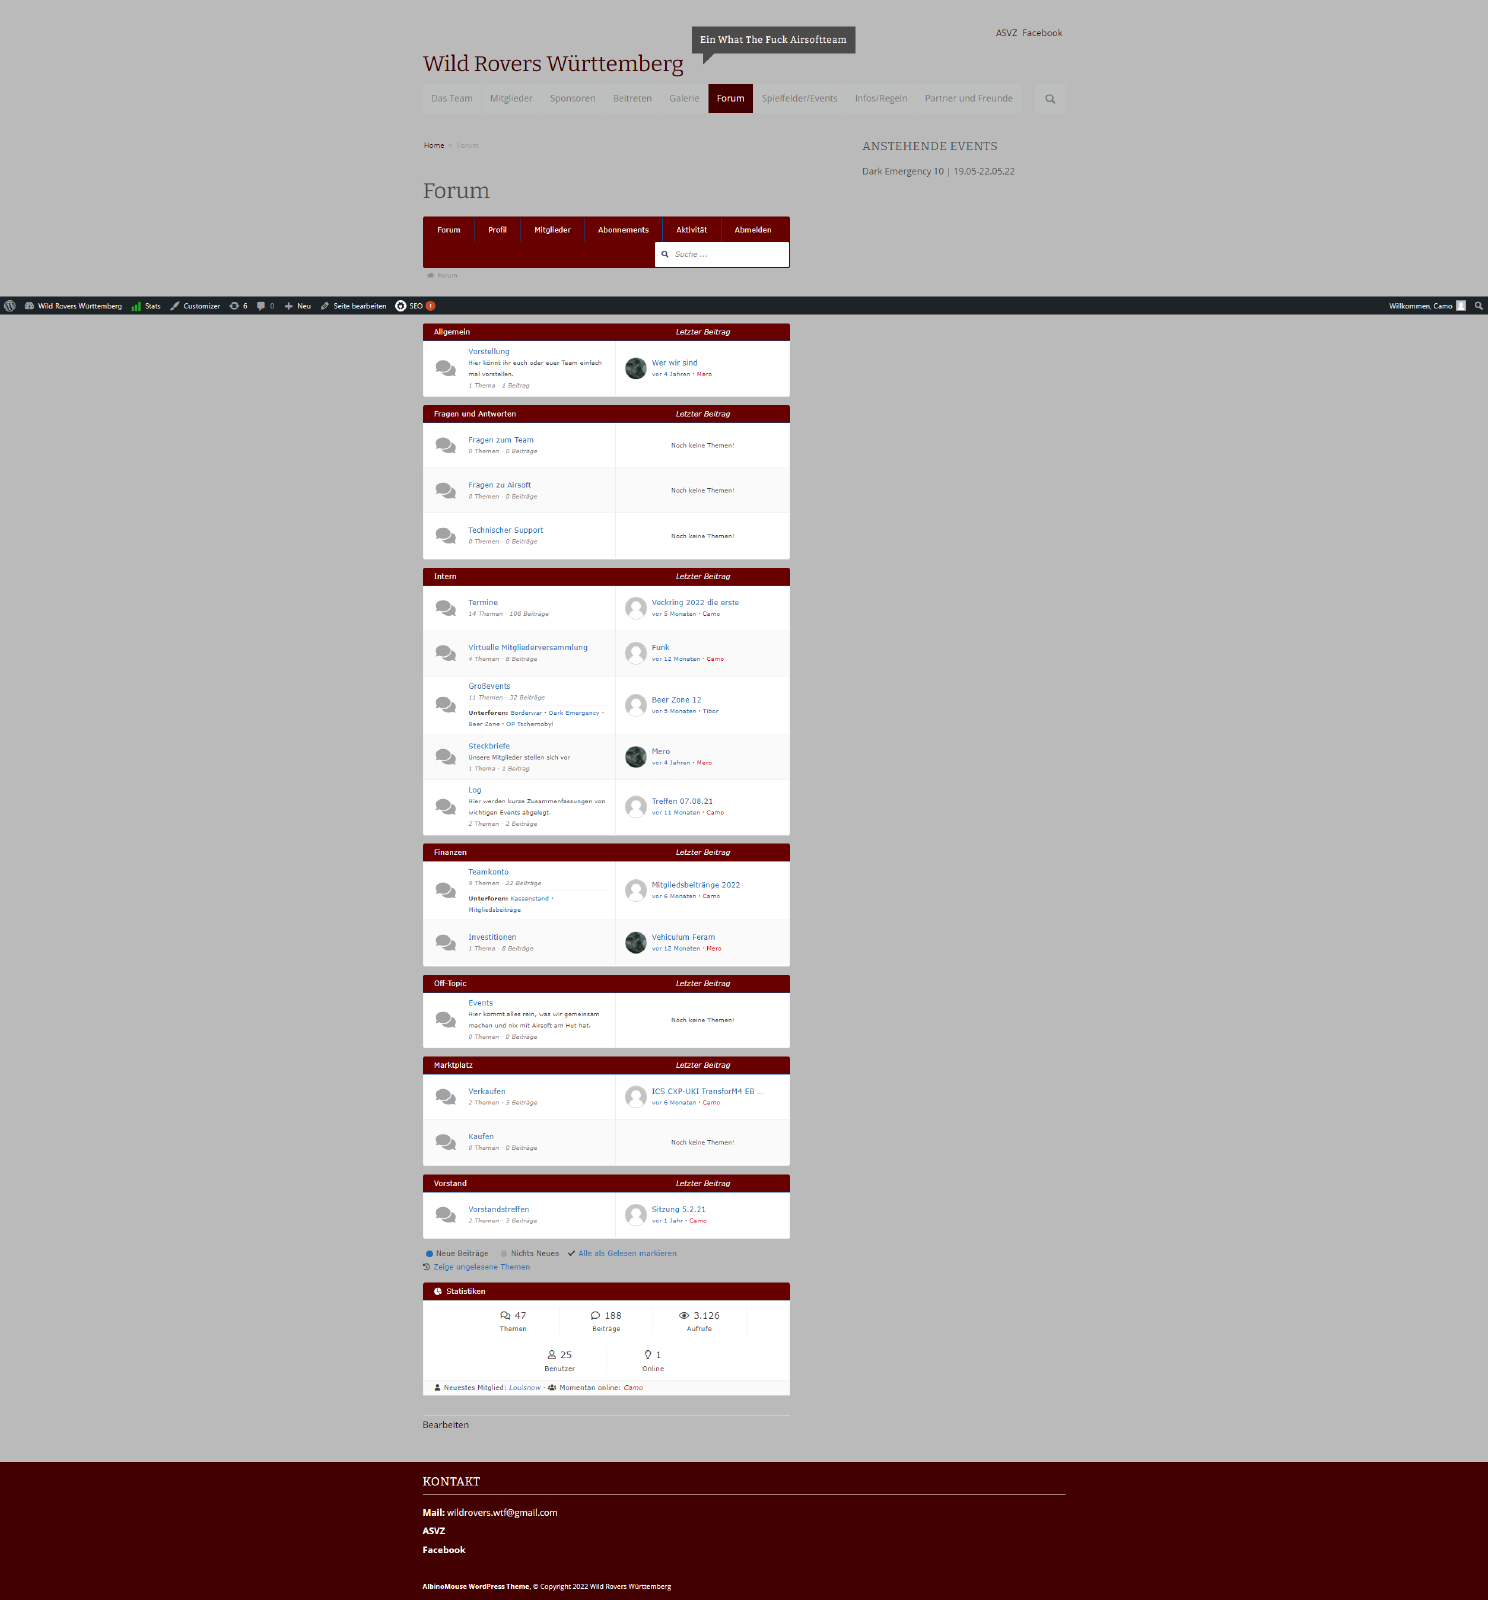 ASVZ Facebook
Ein What The Fuck Airsoftteam
Wild Rovers Württemberg
Das Team Mitglieder Sponsoren Beitreten Galerie Forum Spielfelder/Events Infos/Regeln Partner und Freunde
Home › Forum
ANSTEHENDE EVENTS
Dark Emergency 10 | 19.05-22.05.22
Forum
Forum Profil Mitglieder Abonnements Aktivität Abmelden
Suche ...
Forum
Wild Rovers Württemberg Stats Customizer 6 0 Neu Seite bearbeiten SEO 1 Willkommen, Camo
Allgemein Letzter Beitrag
Vorstellung
Hier könnt ihr euch oder euer Team einfach
mal vorstellen.
1 Thema · 1 Beitrag
Wer wir sind
vor 4 Jahren · Mero
Fragen und Antworten Letzter Beitrag
Fragen zum Team
0 Themen · 0 Beiträge
Noch keine Themen!
Fragen zu Airsoft
0 Themen · 0 Beiträge
Noch keine Themen!
Technischer Support
0 Themen · 0 Beiträge
Noch keine Themen!
Intern Letzter Beitrag
Termine
14 Themen · 108 Beiträge
Veckring 2022 die erste
vor 5 Monaten · Camo
Virtuelle Mitgliederversammlung
4 Themen · 8 Beiträge
Funk
vor 12 Monaten · Camo
Großevents
11 Themen · 32 Beiträge
Unterforen: Borderwar · Dark Emergency ·
Beer Zone · OP Tschernobyl
Beer Zone 12
vor 5 Monaten · Tibor
Steckbriefe
Unsere Mitglieder stellen sich vor
1 Thema · 1 Beitrag
Mero
vor 4 Jahren · Mero
Log
Hier werden kurze Zusammenfassungen von
wichtigen Events abgelegt.
2 Themen · 2 Beiträge
Treffen 07.08.21
vor 11 Monaten · Camo
Finanzen Letzter Beitrag
Teamkonto
9 Themen · 22 Beiträge
Unterforen: Kassenstand ·
Mitgliedsbeiträge
Mitgliedsbeitränge 2022
vor 6 Monaten · Camo
Investitionen
1 Thema · 8 Beiträge
Vehiculum Feram
vor 12 Monaten · Mero
Off-Topic Letzter Beitrag
Events
Hier kommt alles rein, was wir gemeinsam
machen und nix mit Airsoft am Hut hat.
0 Themen · 0 Beiträge
Noch keine Themen!
Marktplatz Letzter Beitrag
Verkaufen
2 Themen · 3 Beiträge
ICS CXP-UKI TransforM4 EB ...
vor 6 Monaten · Camo
Kaufen
0 Themen · 0 Beiträge
Noch keine Themen!
Vorstand Letzter Beitrag
Vorstandstreffen
2 Themen · 3 Beiträge
Sitzung 5.2.21
vor 1 Jahr · Camo
Neue Beiträge Nichts Neues Alle als Gelesen markieren
Zeige ungelesene Themen
Statistiken
47 188 3.126
Themen Beiträge Aufrufe
25 1
Benutzer Online
Neuestes Mitglied: Louisnow · Momentan online: Camo
Bearbeiten
KONTAKT
Mail: wildrovers.wtf@gmail.com
ASVZ
Facebook
AlbinoMouse WordPress Theme, © Copyright 2022 Wild Rovers Württemberg